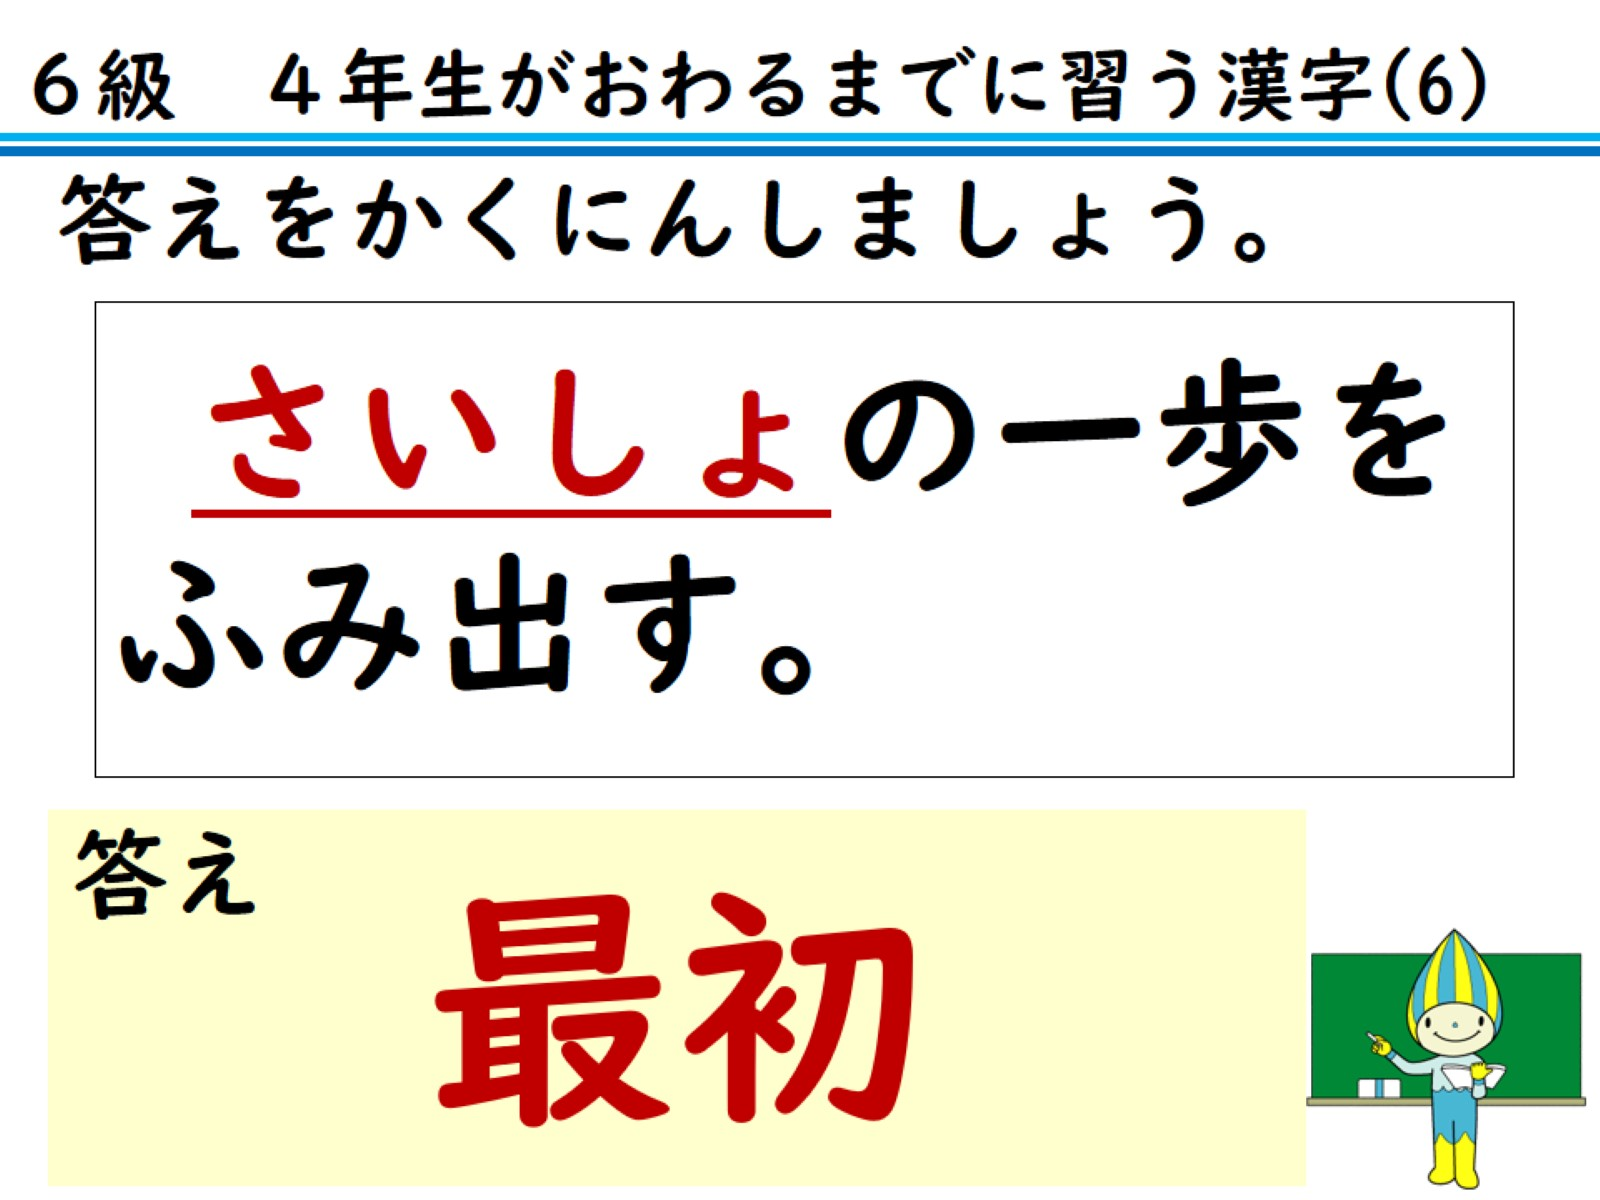 ６級　４年生がおわるまでに習う漢字(6)
答えをかくにんしましょう。
さいしょの一歩を
ふみ出す。
答え
最初